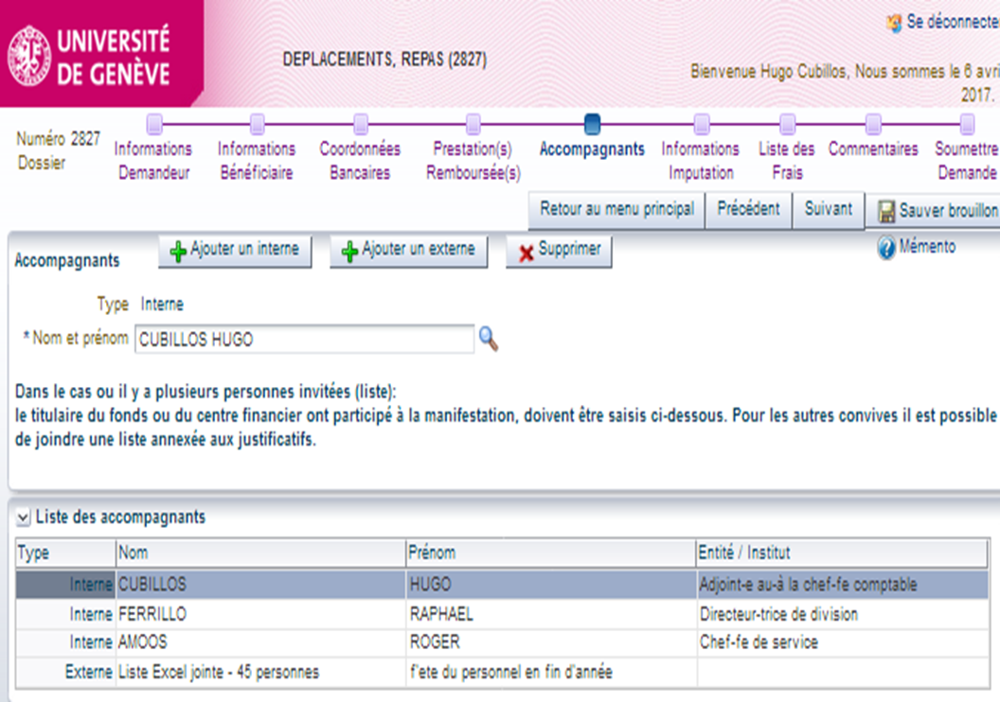 UNIVERSITÉ
DE GENÈVE
DEPLACEMENTS, REPAS (2827)
Se déconnecte
Bienvenue Hugo Cubillos, Nous sommes le 6 avri
2017.
Numéro 2827
Dossier
Informations
Demandeur
Informations
Bénéficiaire
Coordonnées
Bancaires
Prestation(s)
Remboursée(s)
Accompagnants
Informations
Imputation
Liste des
Frais
Commentaires
Soumettre
Demande
Retour au menu principal Précédent Suivant Sauver brouillon
Accompagnants Ajouter un interne Ajouter un externe Supprimer Mémento
Type Interne
* Nom et prénom CUBILLOS HUGO
Dans le cas ou il y a plusieurs personnes invitées (liste):
le titulaire du fonds ou du centre financier ont participé à la manifestation, doivent être saisis ci-dessous. Pour les autres convives il est possible
de joindre une liste annexée aux justificatifs.
Liste des accompagnants
Type Nom Prénom Entité / Institut
Interne CUBILLOS HUGO Adjoint-e au-à la chef-fe comptable
Interne FERRILLO RAPHAEL Directeur-trice de division
Interne AMOOS ROGER Chef-fe de service
Externe Liste Excel jointe - 45 personnes f'ete du personnel en fin d'année